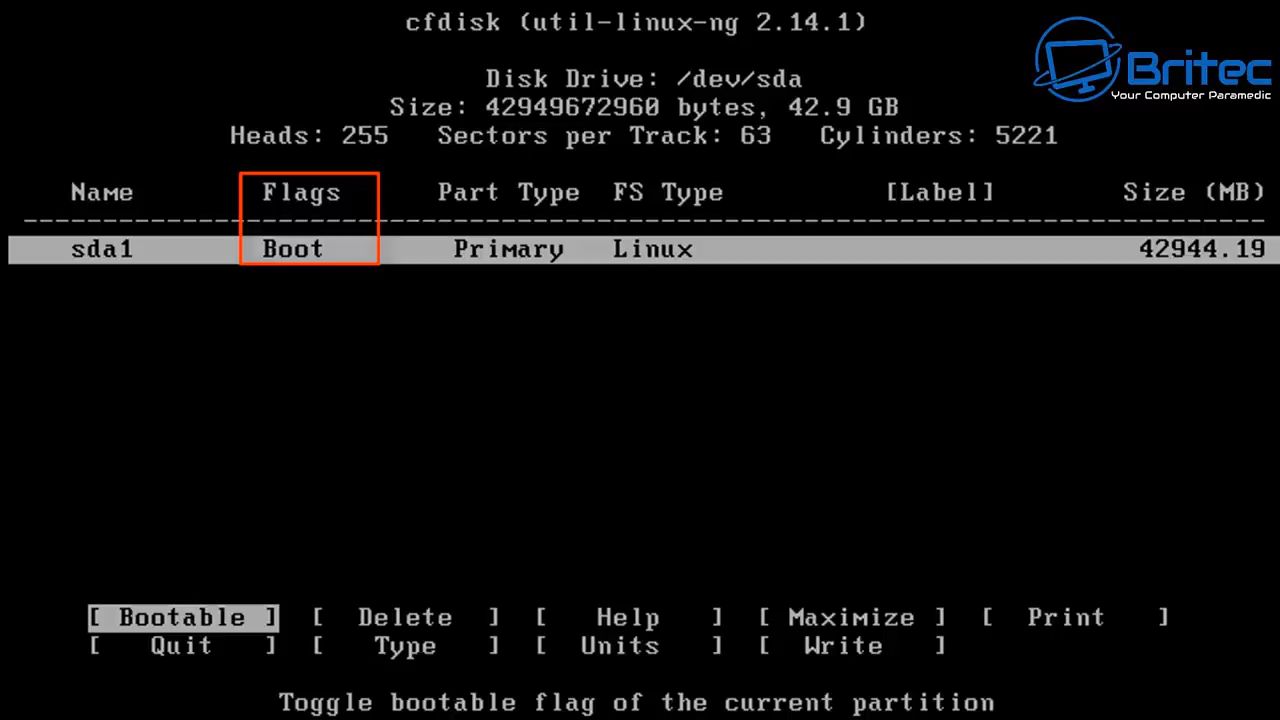 cfdisk (util-linux-ng 2.14.1)
Britec
Your Computer Paramedic
Disk Drive: /dev/sda
Size: 42949672960 bytes, 42.9 GB
Heads: 255 Sectors per Track: 63 Cylinders: 5221
Name Flags Part Type FS Type [Label] Size (MB)
sda1 Boot Primary Linux 42944.19
[ Bootable ] [ Delete ] [ Help ] [ Maximize ] [ Print ]
[ Quit ] [ Type ] [ Units ] [ Write ]
Toggle bootable flag of the current partition